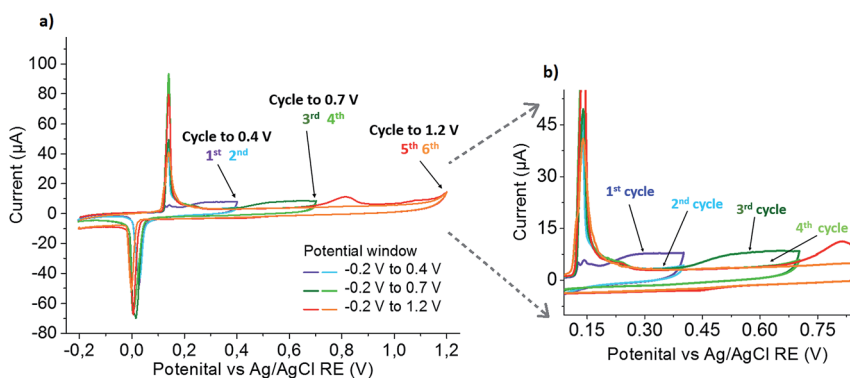 a)
Current (µA)
100
80
60
40
20
0
-20
-40
-60
-80
Cycle to 0.4 V
1st 2nd
Cycle to 0.7 V
3rd 4th
Cycle to 1.2 V
5th 6th
Potential window
-0.2 V to 0.4 V
-0.2 V to 0.7 V
-0.2 V to 1.2 V
-0,2 0,0 0,2 0,4 0,6 0,8 1,0 1,2
Potenital vs Ag/AgCl RE (V)
b)
Current (µA)
45
30
15
0
1st cycle
2nd cycle
3rd cycle
4th cycle
0.15 0.30 0.45 0.60 0.75
Potenital vs Ag/AgCl RE (V)